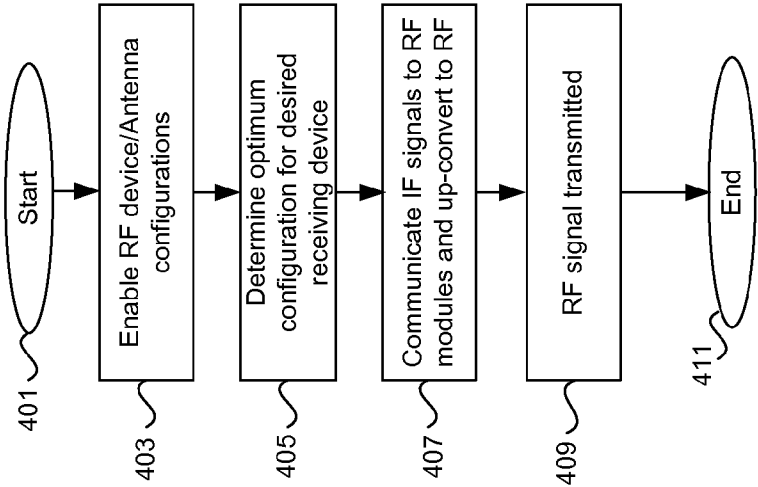 Start
401
Enable RF device/Antenna
configurations
403
Determine optimum
configuration for desired
receiving device
405
Communicate IF signals to RF
modules and up-convert to RF
407
RF signal transmitted
409
End
411